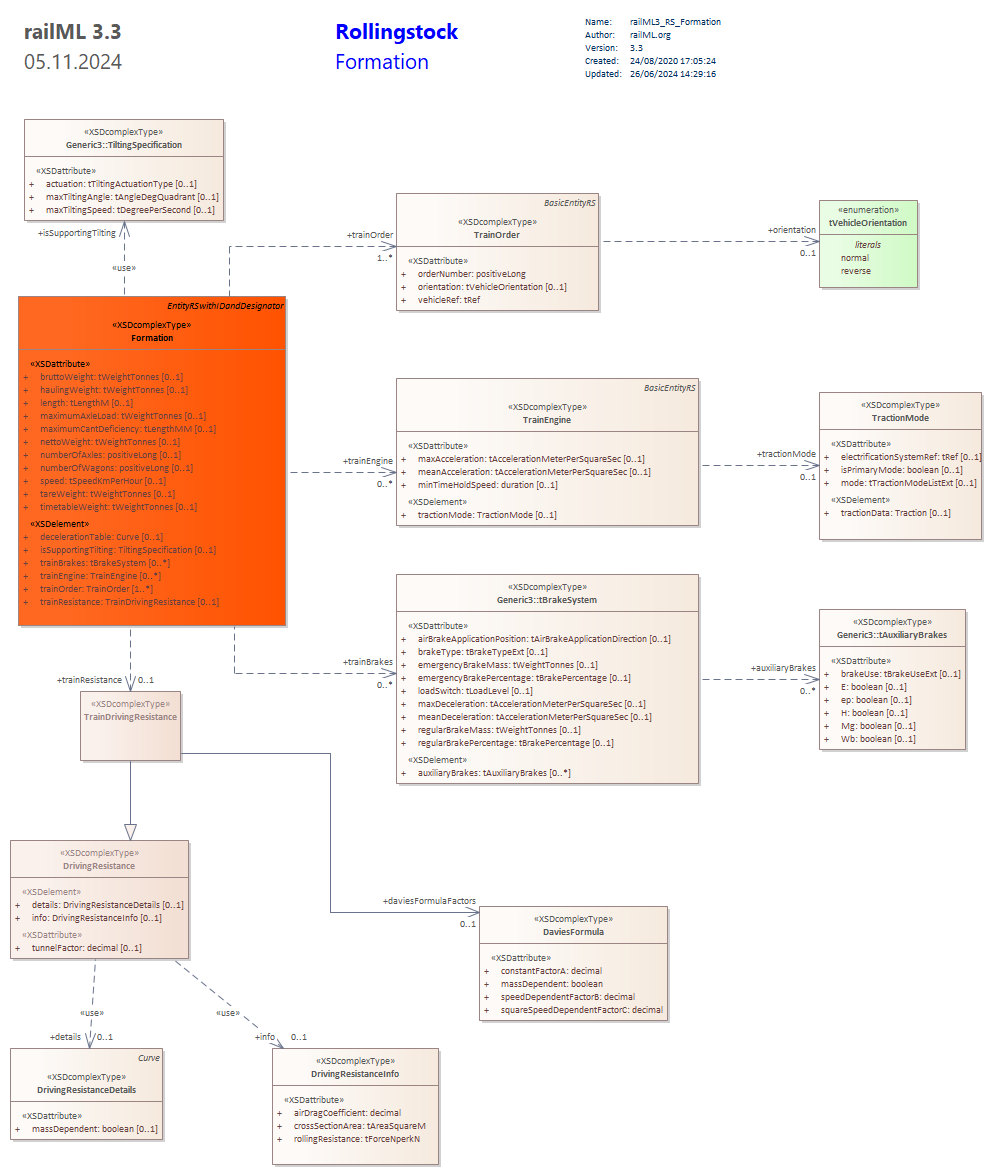 railML 3.3
05.11.2024
Rollingstock
Formation
Name: railML3_RS_Formation
Author: railML.org
Version: 3.3
Created: 24/08/2020 17:05:24
Updated: 26/06/2024 14:29:16
«XSDcomplexType»
Generic3::TiltingSpecification
«XSDattribute»
+ actuation: tTiltingActuationType [0..1]
+ maxTiltingAngle: tAngleDegQuadrant [0..1]
+ maxTiltingSpeed: tDegreePerSecond [0..1]
+isSupportingTilting
«use»
+trainOrder
1..*
BasicEntityRS
«XSDcomplexType»
TrainOrder
«XSDattribute»
+ orderNumber: positiveLong
+ orientation: tVehicleOrientation [0..1]
+ vehicleRef: tRef
+orientation
0..1
«enumeration»
tVehicleOrientation
literals
normal
reverse
EntityRSwithIDandDesignator
«XSDcomplexType»
Formation
«XSDattribute»
+ bruttoWeight: tWeightTonnes [0..1]
+ haulingWeight: tWeightTonnes [0..1]
+ length: tLengthM [0..1]
+ maximumAxleLoad: tWeightTonnes [0..1]
+ maximumCantDeficiency: tLengthMM [0..1]
+ nettoWeight: tWeightTonnes [0..1]
+ numberOfAxles: positiveLong [0..1]
+ numberOfWagons: positiveLong [0..1]
+ speed: tSpeedKmPerHour [0..1]
+ tareWeight: tWeightTonnes [0..1]
+ timetableWeight: tWeightTonnes [0..1]
«XSDelement»
+ decelerationTable: Curve [0..1]
+ isSupportingTilting: TiltingSpecification [0..1]
+ trainBrakes: tBrakeSystem [0..*]
+ trainEngine: TrainEngine [0..*]
+ trainOrder: TrainOrder [1..*]
+ trainResistance: TrainDrivingResistance [0..1]
+trainEngine
0..*
BasicEntityRS
«XSDcomplexType»
TrainEngine
«XSDattribute»
+ maxAcceleration: tAccelerationMeterPerSquareSec [0..1]
+ meanAcceleration: tAccelerationMeterPerSquareSec [0..1]
+ minTimeHoldSpeed: duration [0..1]
«XSDelement»
+ tractionMode: TractionMode [0..1]
+tractionMode
0..1
«XSDcomplexType»
TractionMode
«XSDattribute»
+ electrificationSystemRef: tRef [0..1]
+ isPrimaryMode: boolean [0..1]
+ mode: tTractionModeListExt [0..1]
«XSDelement»
+ tractionData: Traction [0..1]
+trainBrakes
0..*
«XSDcomplexType»
Generic3::tBrakeSystem
«XSDattribute»
+ airBrakeApplicationPosition: tAirBrakeApplicationDirection [0..1]
+ brakeType: tBrakeTypeExt [0..1]
+ emergencyBrakeMass: tWeightTonnes [0..1]
+ emergencyBrakePercentage: tBrakePercentage [0..1]
+ loadSwitch: tLoadLevel [0..1]
+ maxDeceleration: tAccelerationMeterPerSquareSec [0..1]
+ meanDeceleration: tAccelerationMeterPerSquareSec [0..1]
+ regularBrakeMass: tWeightTonnes [0..1]
+ regularBrakePercentage: tBrakePercentage [0..1]
«XSDelement»
+ auxiliaryBrakes: tAuxiliaryBrakes [0..*]
+auxiliaryBrakes
0..*
«XSDcomplexType»
Generic3::tAuxiliaryBrakes
«XSDattribute»
+ brakeUse: tBrakeUseExt [0..1]
+ E: boolean [0..1]
+ ep: boolean [0..1]
+ H: boolean [0..1]
+ Mg: boolean [0..1]
+ Wb: boolean [0..1]
+trainResistance 0..1
«XSDcomplexType»
TrainDrivingResistance
«XSDcomplexType»
DrivingResistance
«XSDelement»
+ details: DrivingResistanceDetails [0..1]
+ info: DrivingResistanceInfo [0..1]
«XSDattribute»
+ tunnelFactor: decimal [0..1]
+daviesFormulaFactors
0..1
«XSDcomplexType»
DaviesFormula
«XSDattribute»
+ constantFactorA: decimal
+ massDependent: boolean
+ speedDependentFactorB: decimal
+ squareSpeedDependentFactorC: decimal
«use»
+details 0..1
«use»
+info 0..1
Curve
«XSDcomplexType»
DrivingResistanceDetails
«XSDattribute»
+ massDependent: boolean [0..1]
«XSDcomplexType»
DrivingResistanceInfo
«XSDattribute»
+ airDragCoefficient: decimal
+ crossSectionArea: tAreaSquareM
+ rollingResistance: tForceNperkN